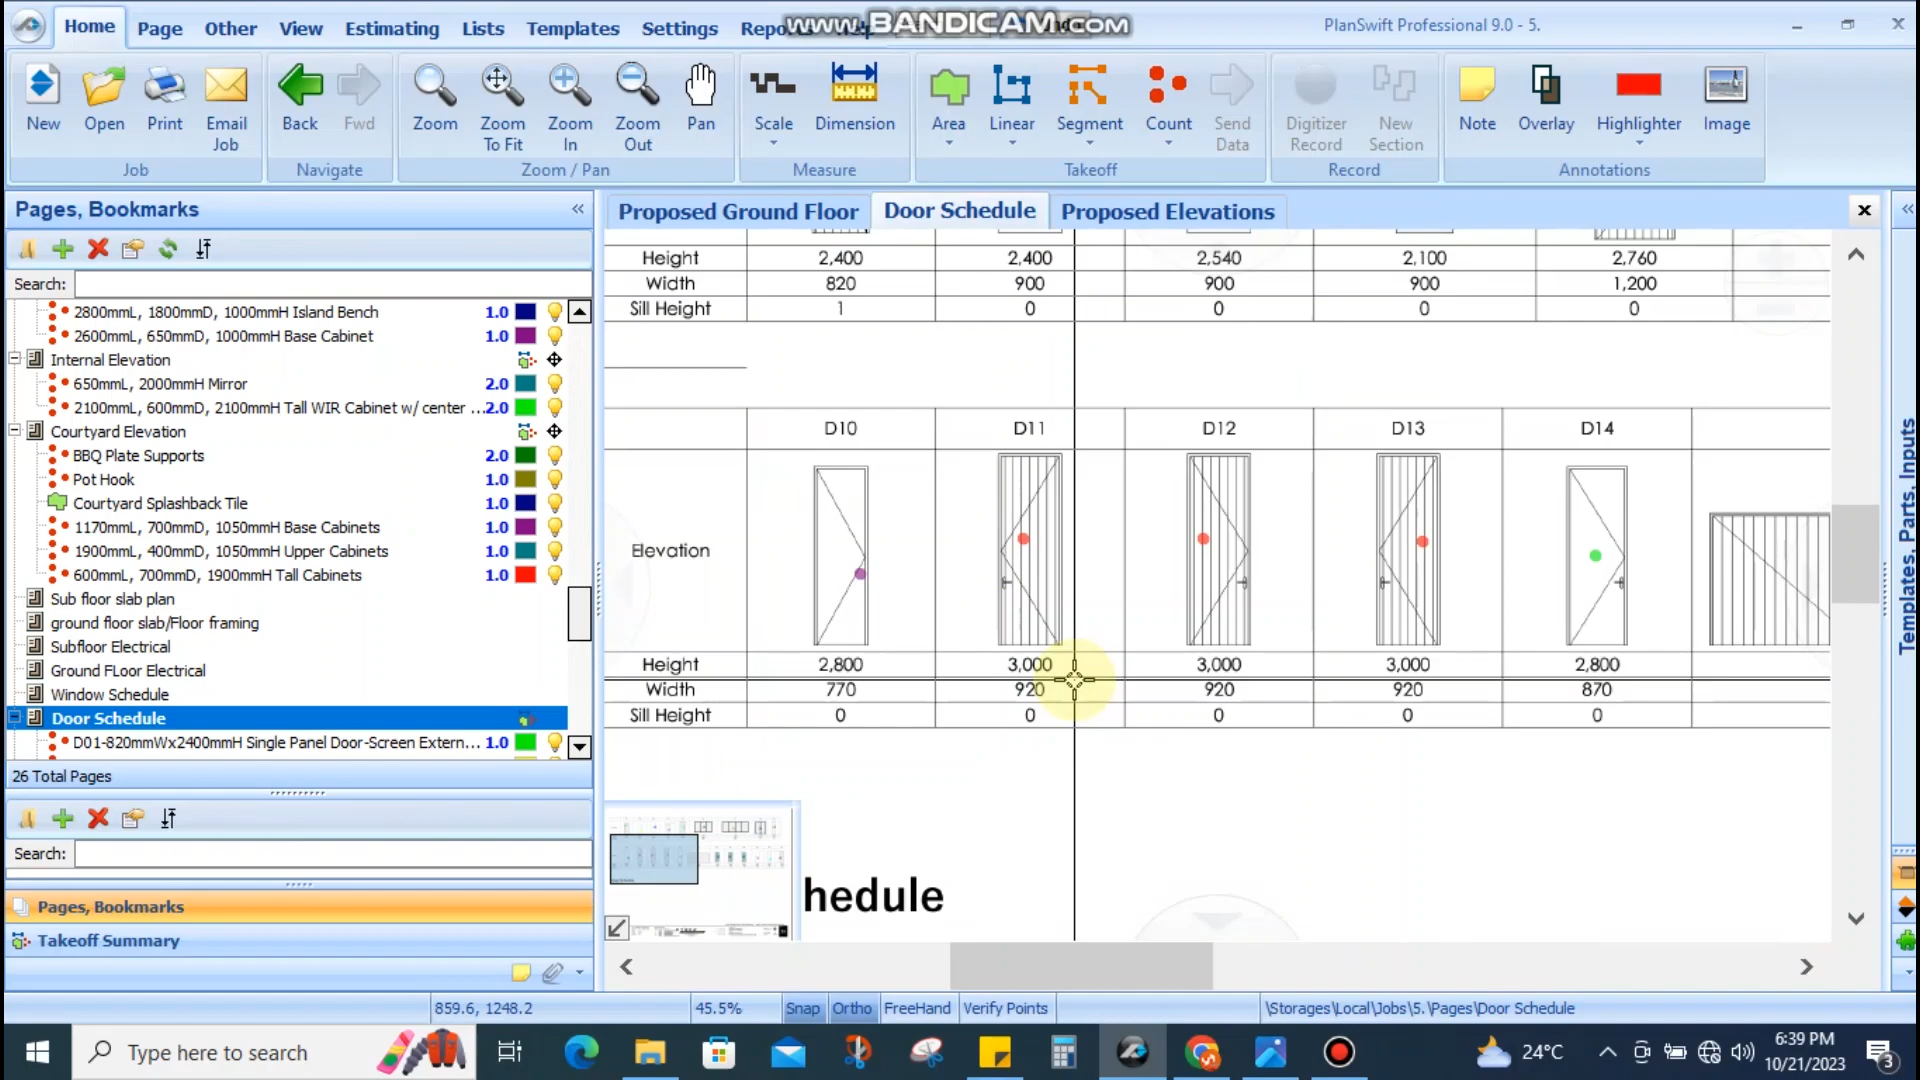 Home Page Other View Estimating Lists Templates Settings
www.BANDICAM.com
PlanSwift Professional 9.0 - 5.
New Open Print Email Job
Back Fwd
Zoom Zoom To Fit Zoom In Zoom Out Pan
Scale Dimension
Area Linear Segment Count Send Data
Digitizer Record New Section
Note Overlay Highlighter Image
Job Navigate Zoom / Pan Measure Takeoff Record Annotations
Pages, Bookmarks
Search:
2800mmL, 1800mmD, 1000mmH Island Bench 1.0
2600mmL, 650mmD, 1000mmH Base Cabinet 1.0
Internal Elevation
650mmL, 2000mmH Mirror 2.0
2100mmL, 600mmD, 2100mmH Tall WIR Cabinet w/ center ... 2.0
Courtyard Elevation
BBQ Plate Supports 2.0
Pot Hook 1.0
Courtyard Splashback Tile 1.0
1170mmL, 700mmD, 1050mmH Base Cabinets 1.0
1900mmL, 400mmD, 1050mmH Upper Cabinets 1.0
600mmL, 700mmD, 1900mmH Tall Cabinets 1.0
Sub floor slab plan
ground floor slab/Floor framing
Subfloor Electrical
Ground FLoor Electrical
Window Schedule
Door Schedule
D01-820mmWx2400mmH Single Panel Door-Screen Extern... 1.0
26 Total Pages
Search:
Pages, Bookmarks
Takeoff Summary
Proposed Ground Floor Door Schedule Proposed Elevations
Height 2,400 2,400 2,540 2,100 2,760
Width 820 900 900 900 1,200
Sill Height 1 0 0 0 0
D10 D11 D12 D13 D14
Elevation
Height 2,800 3,000 3,000 3,000 2,800
Width 770 920 920 920 870
Sill Height 0 0 0 0 0
hedule
Templates, Parts, Inputs
859.6, 1248.2 45.5% Snap Ortho FreeHand Verify Points \Storages\Local\Jobs\5.\Pages\Door Schedule
Type here to search
24°C
6:39 PM
10/21/2023
3